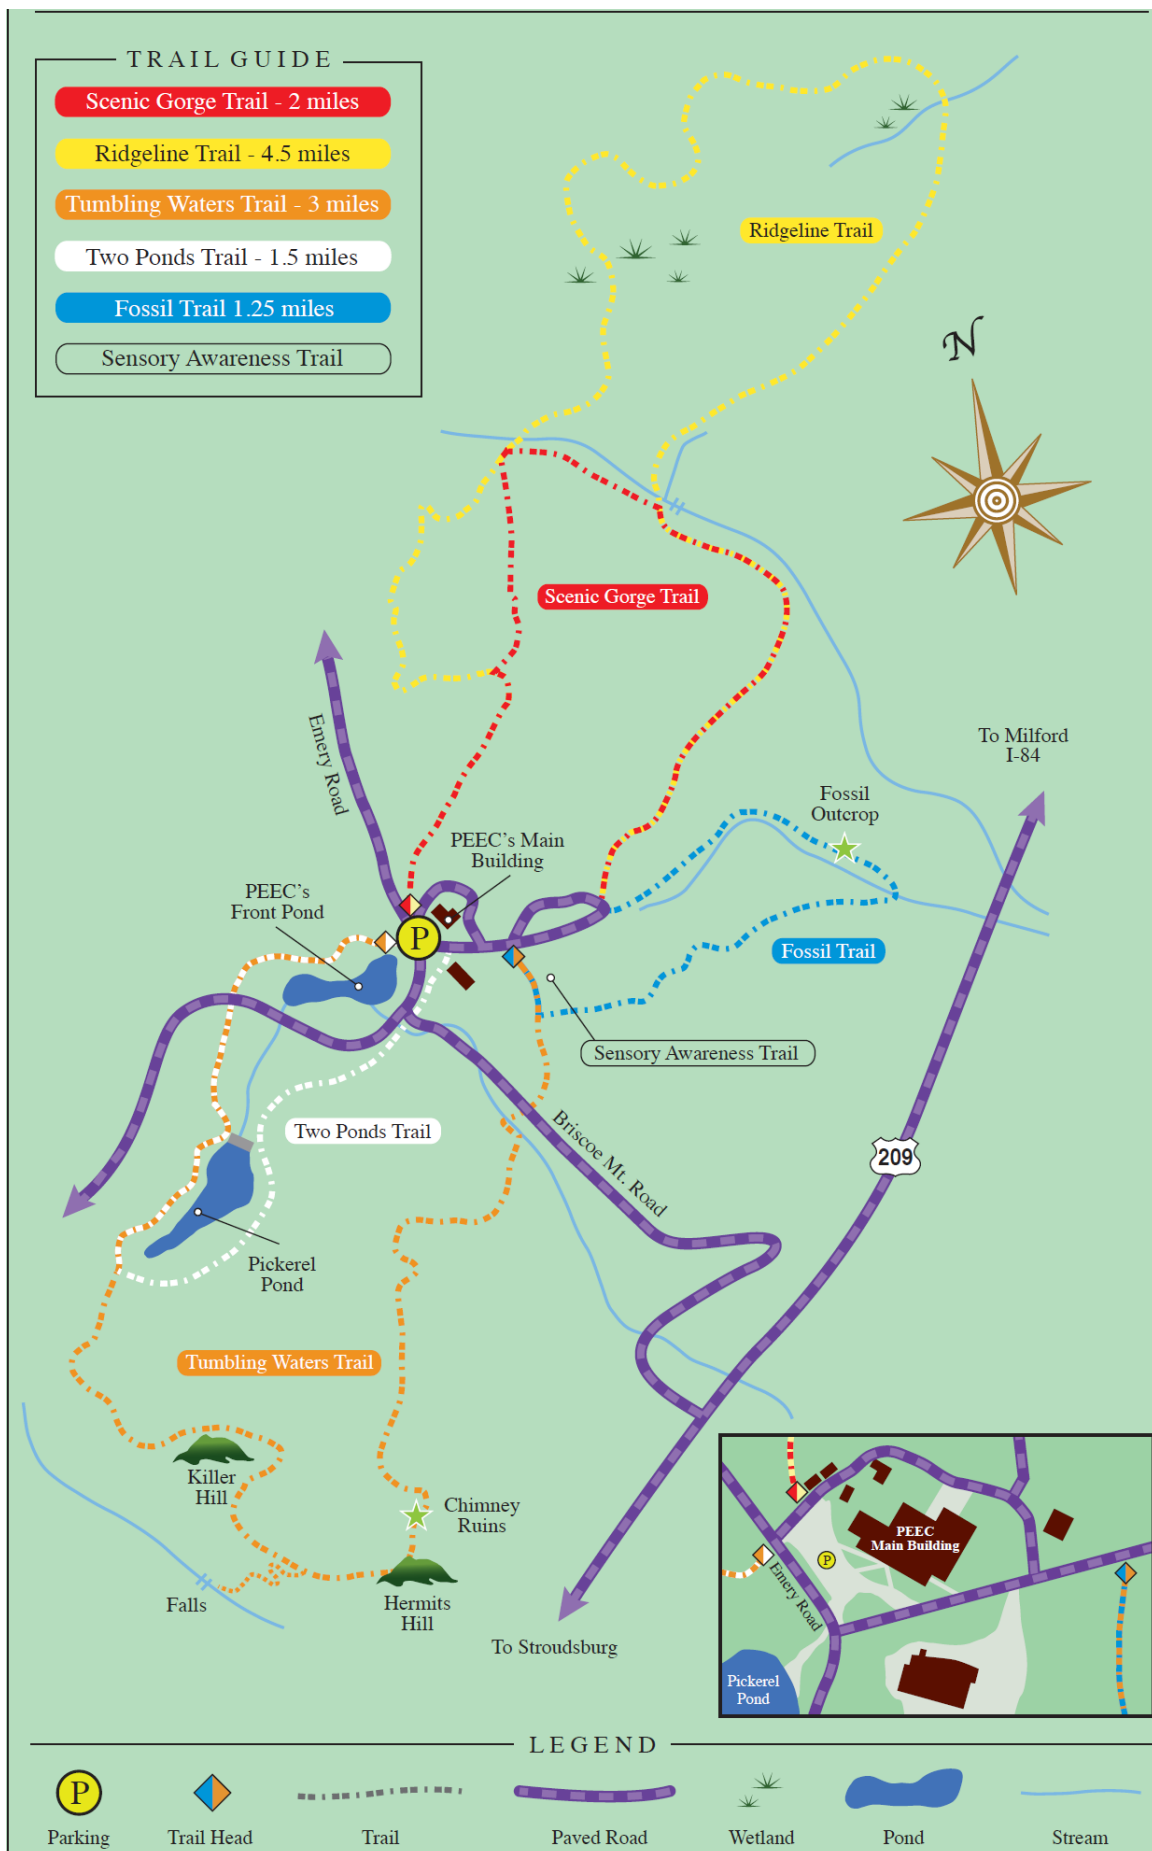 TRAIL GUIDE
Scenic Gorge Trail - 2 miles
Ridgeline Trail - 4.5 miles
Tumbling Waters Trail - 3 miles
Two Ponds Trail - 1.5 miles
Fossil Trail 1.25 miles
Sensory Awareness Trail
Ridgeline Trail
N
Scenic Gorge Trail
Emery Road
To Milford
I-84
Fossil
Outcrop
PEEC's Main
Building
PEEC's
Front Pond
P
Fossil Trail
Sensory Awareness Trail
Two Ponds Trail
Briscoe Mt. Road
209
Pickerel
Pond
Tumbling Waters Trail
Killer
Hill
Chimney
Ruins
Falls
Hermits
Hill
To Stroudsburg
PEEC
Main Building
P
Emery Road
Pickerel
Pond
LEGEND
P
Parking
Trail Head
Trail
Paved Road
Wetland
Pond
Stream